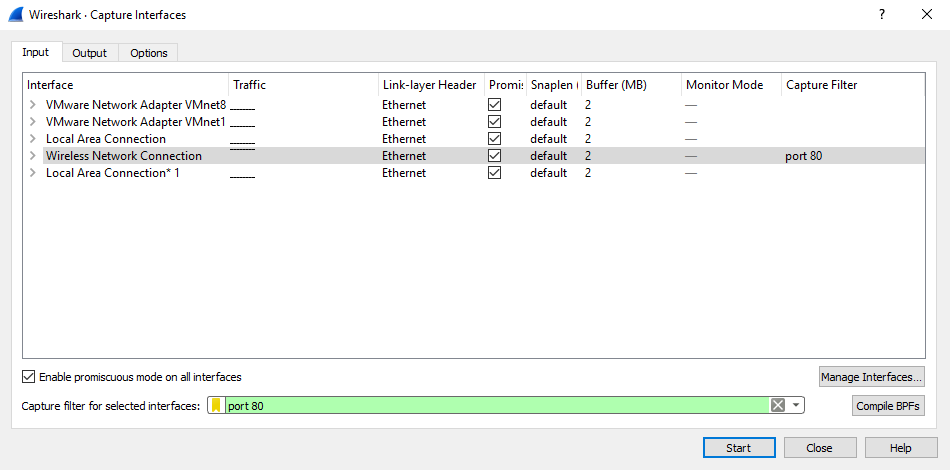 Wireshark · Capture Interfaces
Input Output Options
Interface Traffic Link-layer Header Promis Snaplen ( Buffer (MB) Monitor Mode Capture Filter
VMware Network Adapter VMnet8 Ethernet default 2 —
VMware Network Adapter VMnet1 Ethernet default 2 —
Local Area Connection Ethernet default 2 —
Wireless Network Connection Ethernet default 2 — port 80
Local Area Connection* 1 Ethernet default 2 —
Enable promiscuous mode on all interfaces Manage Interfaces...
Capture filter for selected interfaces: port 80 Compile BPFs
Start Close Help